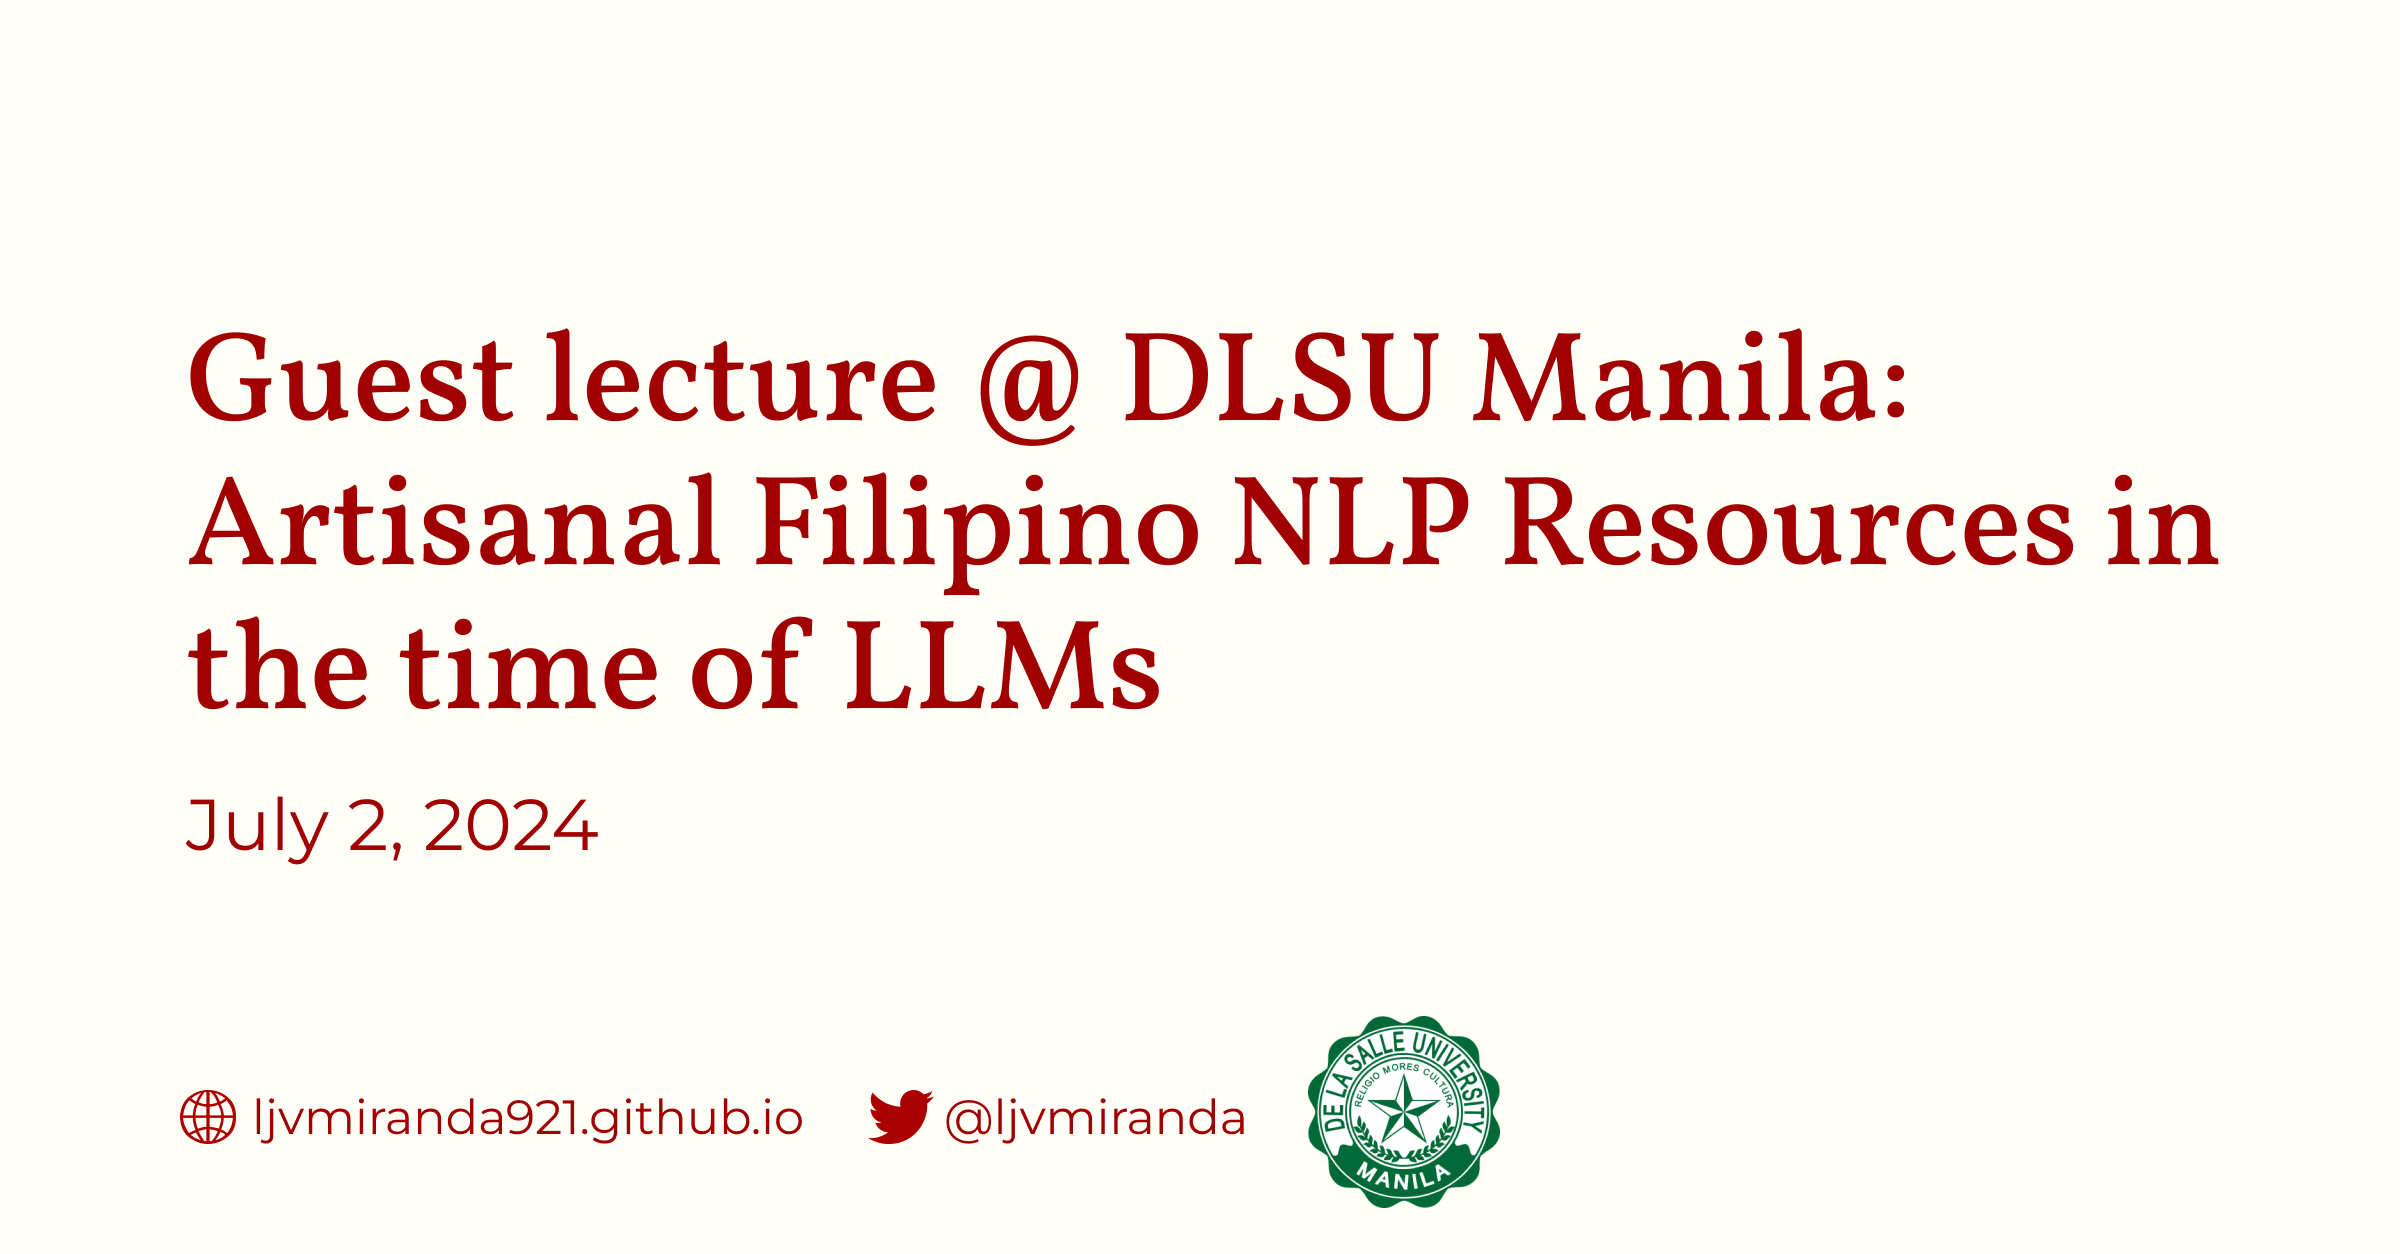 Guest lecture @ DLSU Manila:
Artisanal Filipino NLP Resources in
the time of LLMs
July 2, 2024
ljvmiranda921.github.io
@ljvmiranda
DE LA SALLE UNIVERSITY
RELIGIO MORES CULTURA
MANILA